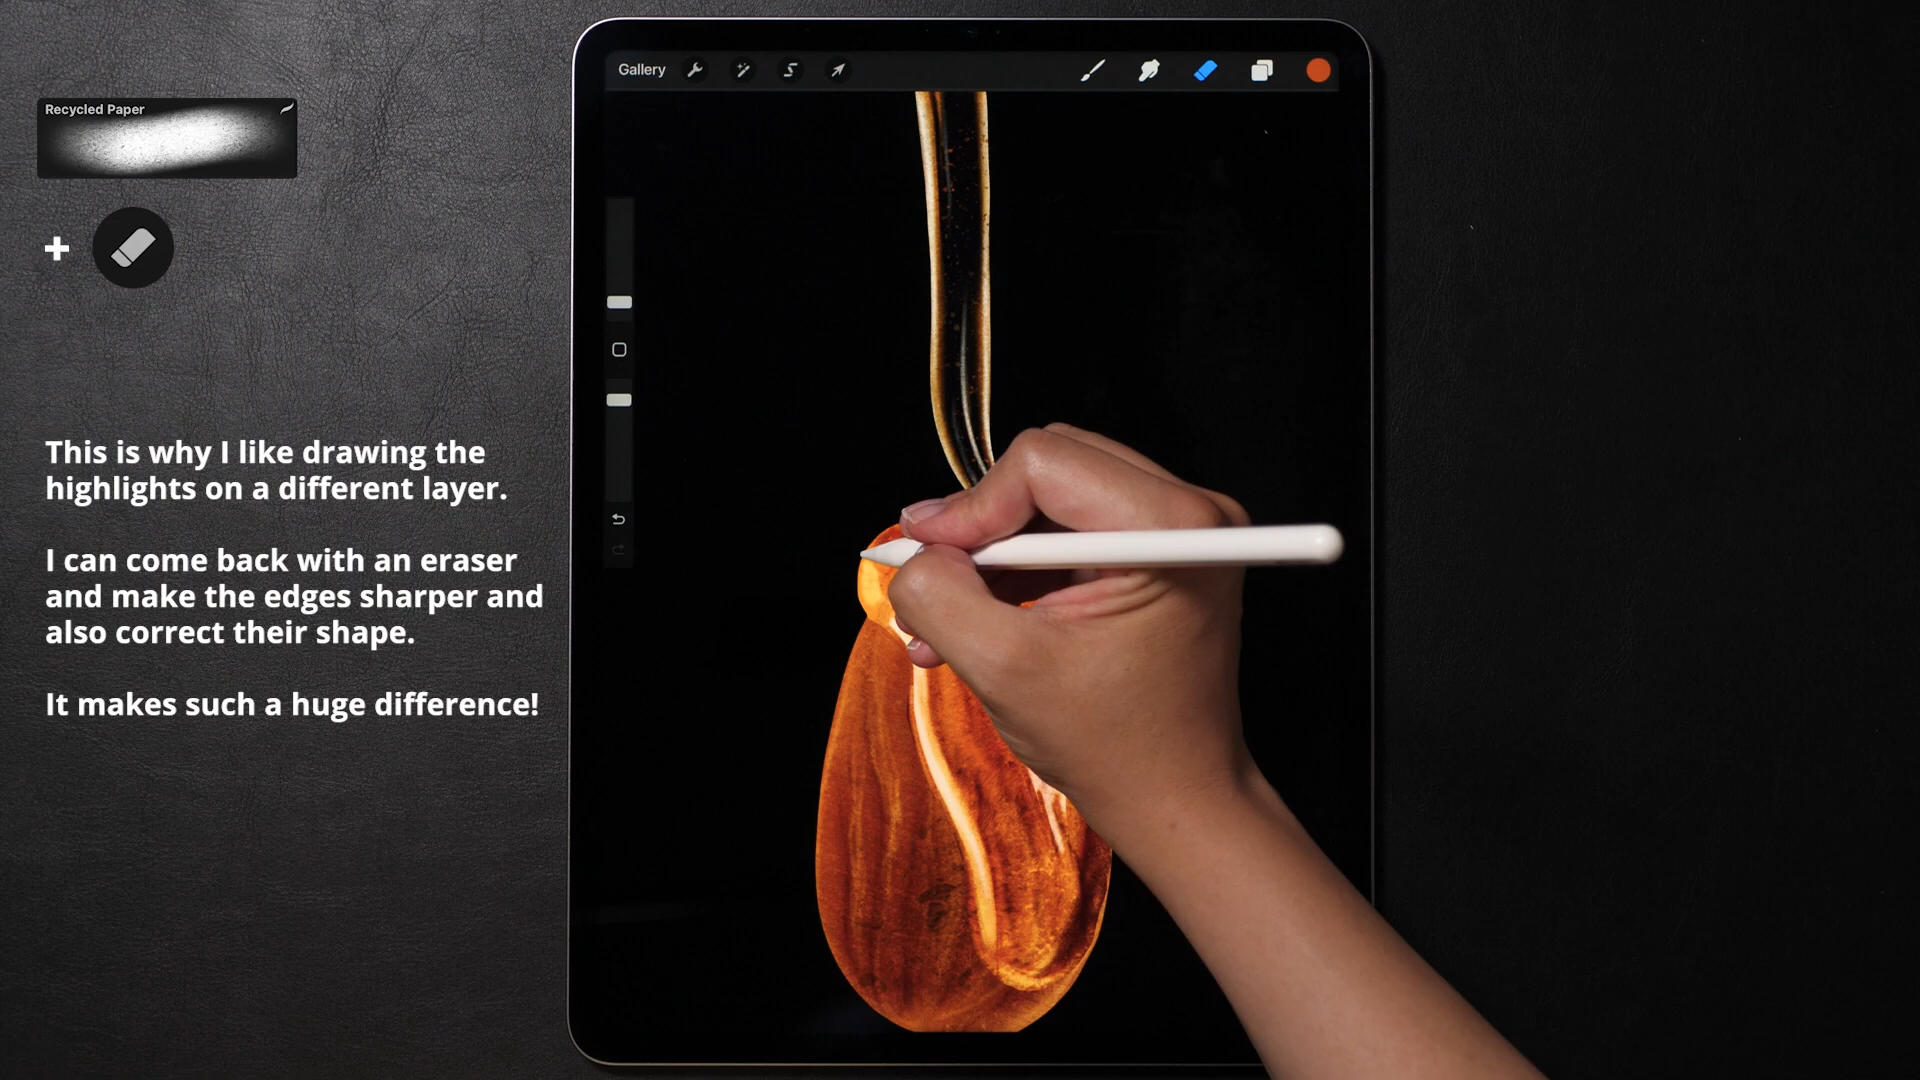 Recycled Paper
Gallery
This is why I like drawing the
highlights on a different layer.
I can come back with an eraser
and make the edges sharper and
also correct their shape.
It makes such a huge difference!